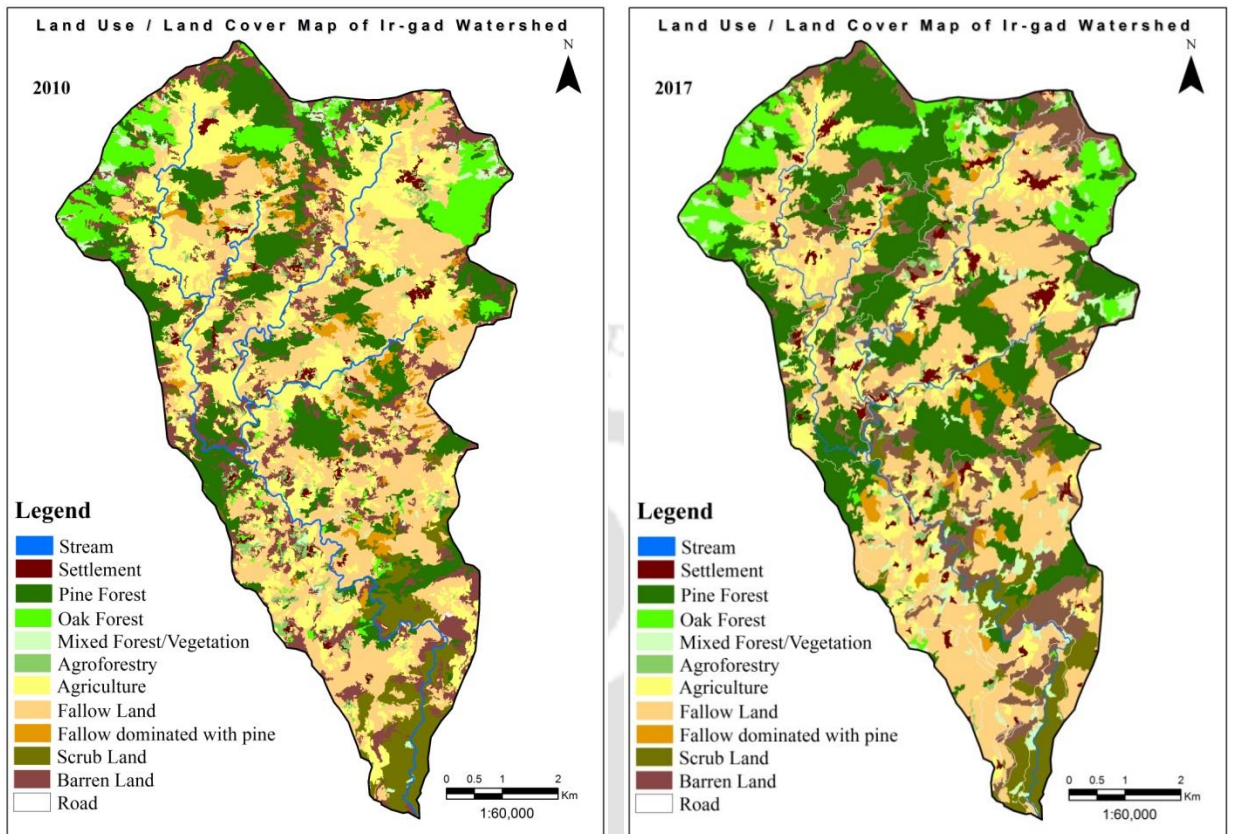 Land Use / Land Cover Map of Ir-gad Watershed
N
2010
Legend
Stream
Settlement
Pine Forest
Oak Forest
Mixed Forest/Vegetation
Agroforestry
Agriculture
Fallow Land
Fallow dominated with pine
Scrub Land
Barren Land
Road
0 0.5 1 2
Km
1:60,000
Land Use / Land Cover Map of Ir-gad Watershed
N
2017
Legend
Stream
Settlement
Pine Forest
Oak Forest
Mixed Forest/Vegetation
Agroforestry
Agriculture
Fallow Land
Fallow dominated with pine
Scrub Land
Barren Land
Road
0 0.5 1 2
Km
1:60,000